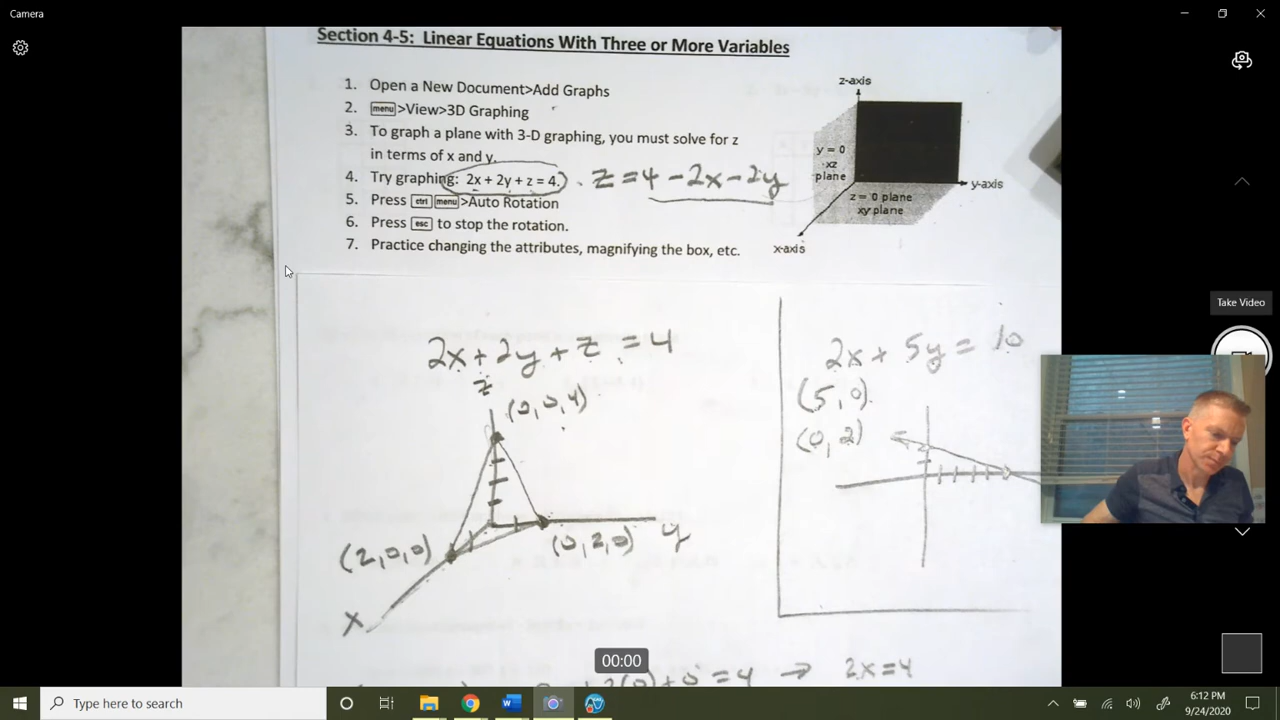 Camera
Section 4-5: Linear Equations With Three or More Variables
1. Open a New Document>Add Graphs
2. menu >View>3D Graphing
3. To graph a plane with 3-D graphing, you must solve for z
in terms of x and y.
4. Try graphing: 2x + 2y + z = 4. z = 4 - 2x - 2y
5. Press ctrl menu >Auto Rotation
6. Press esc to stop the rotation.
7. Practice changing the attributes, magnifying the box, etc.
z-axis
y = 0
xz
plane
y-axis
z = 0 plane
xy plane
x-axis
Take Video
2x + 2y + z = 4
z
(0, 0, 4)
(2, 0, 0)
(0, 2, 0)
y
x
2x + 5y = 10
(5, 0)
(0, 2)
2(0) + 0 = 4 → 2x = 4
00:00
Type here to search
6:12 PM
9/24/2020